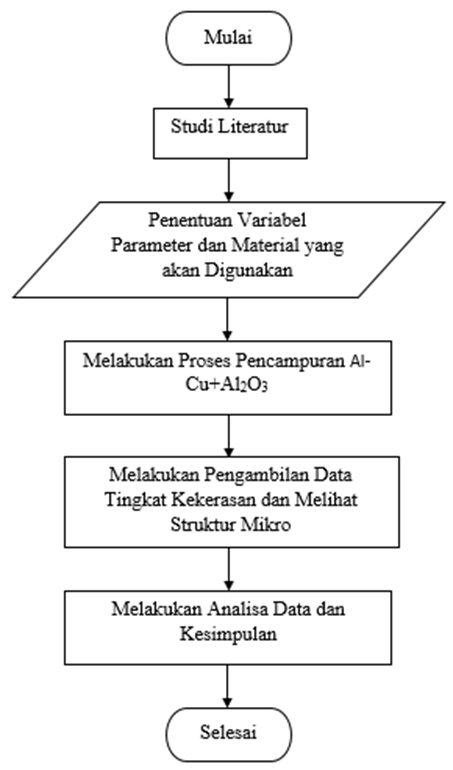 Mulai
Studi Literatur
Penentuan Variabel
Parameter dan Material yang
akan Digunakan
Melakukan Proses Pencampuran Al-
Cu+Al₂O₃
Melakukan Pengambilan Data
Tingkat Kekerasan dan Melihat
Struktur Mikro
Melakukan Analisa Data dan
Kesimpulan
Selesai